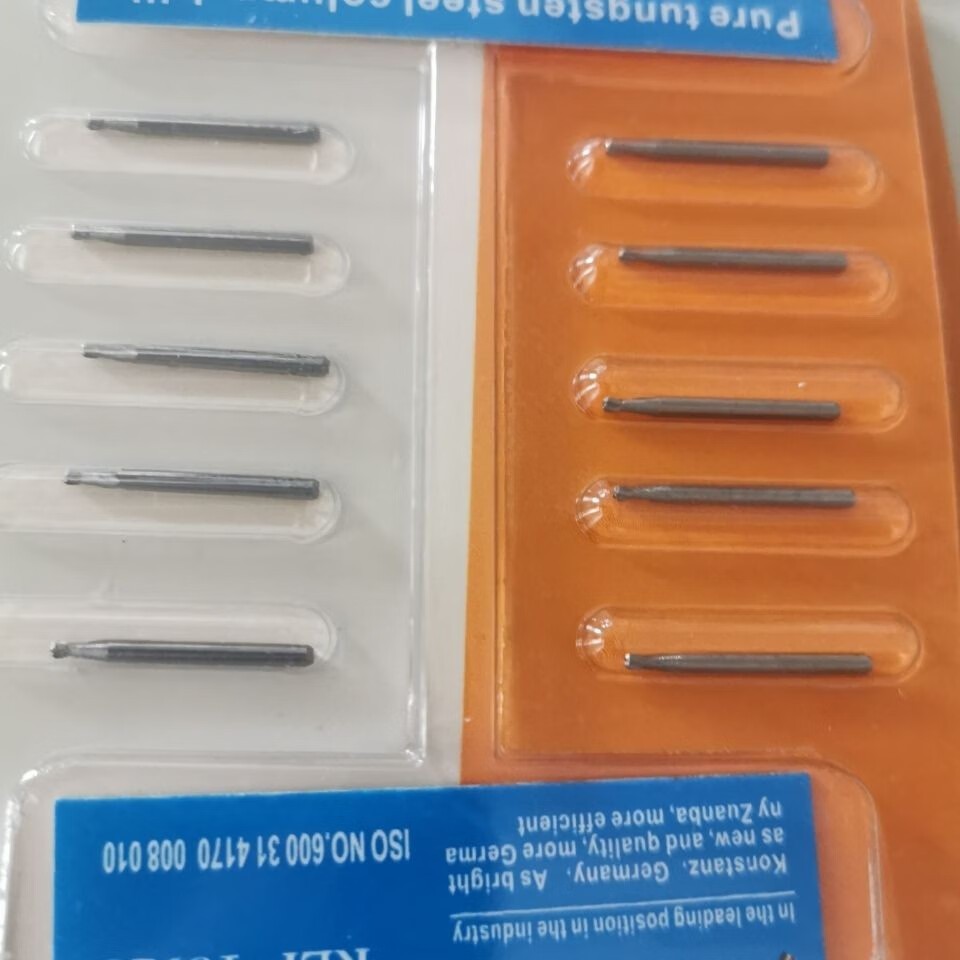 In the leading position in the industry
Konstanz. Germany. As bright
as new, and quality, more Germa
ny Zuanba, more efficient
ISO NO.600 31 4170 008 010
Pure tungsten steel